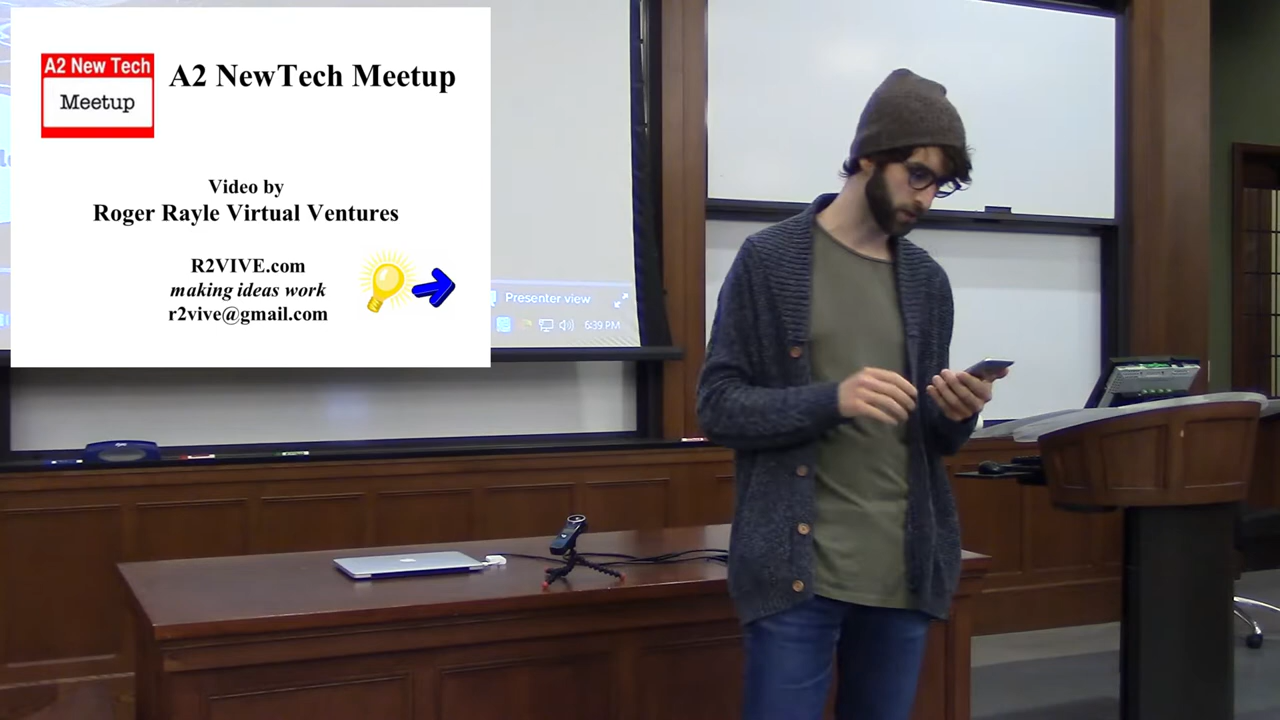 A2 New Tech
Meetup
A2 NewTech Meetup
Video by
Roger Rayle Virtual Ventures
R2VIVE.com
making ideas work
r2vive@gmail.com
Presenter view
6:39 PM